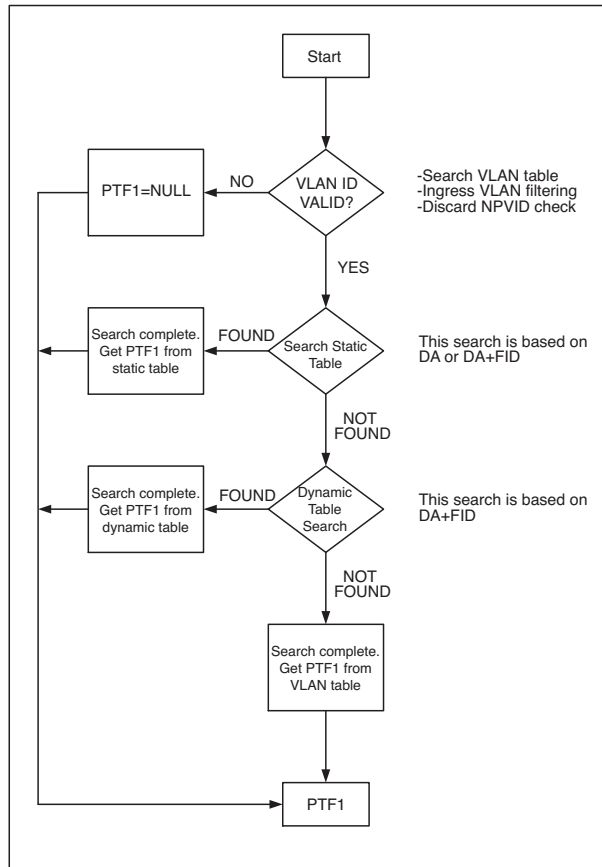 Start
PTF1=NULL
NO
VLAN ID
VALID?
-Search VLAN table
-Ingress VLAN filtering
-Discard NPVID check
YES
Search complete.
Get PTF1 from
static table
FOUND
Search Static
Table
This search is based on
DA or DA+FID
NOT
FOUND
Search complete.
Get PTF1 from
dynamic table
FOUND
Dynamic
Table
Search
This search is based on
DA+FID
NOT
FOUND
Search complete.
Get PTF1 from
VLAN table
PTF1